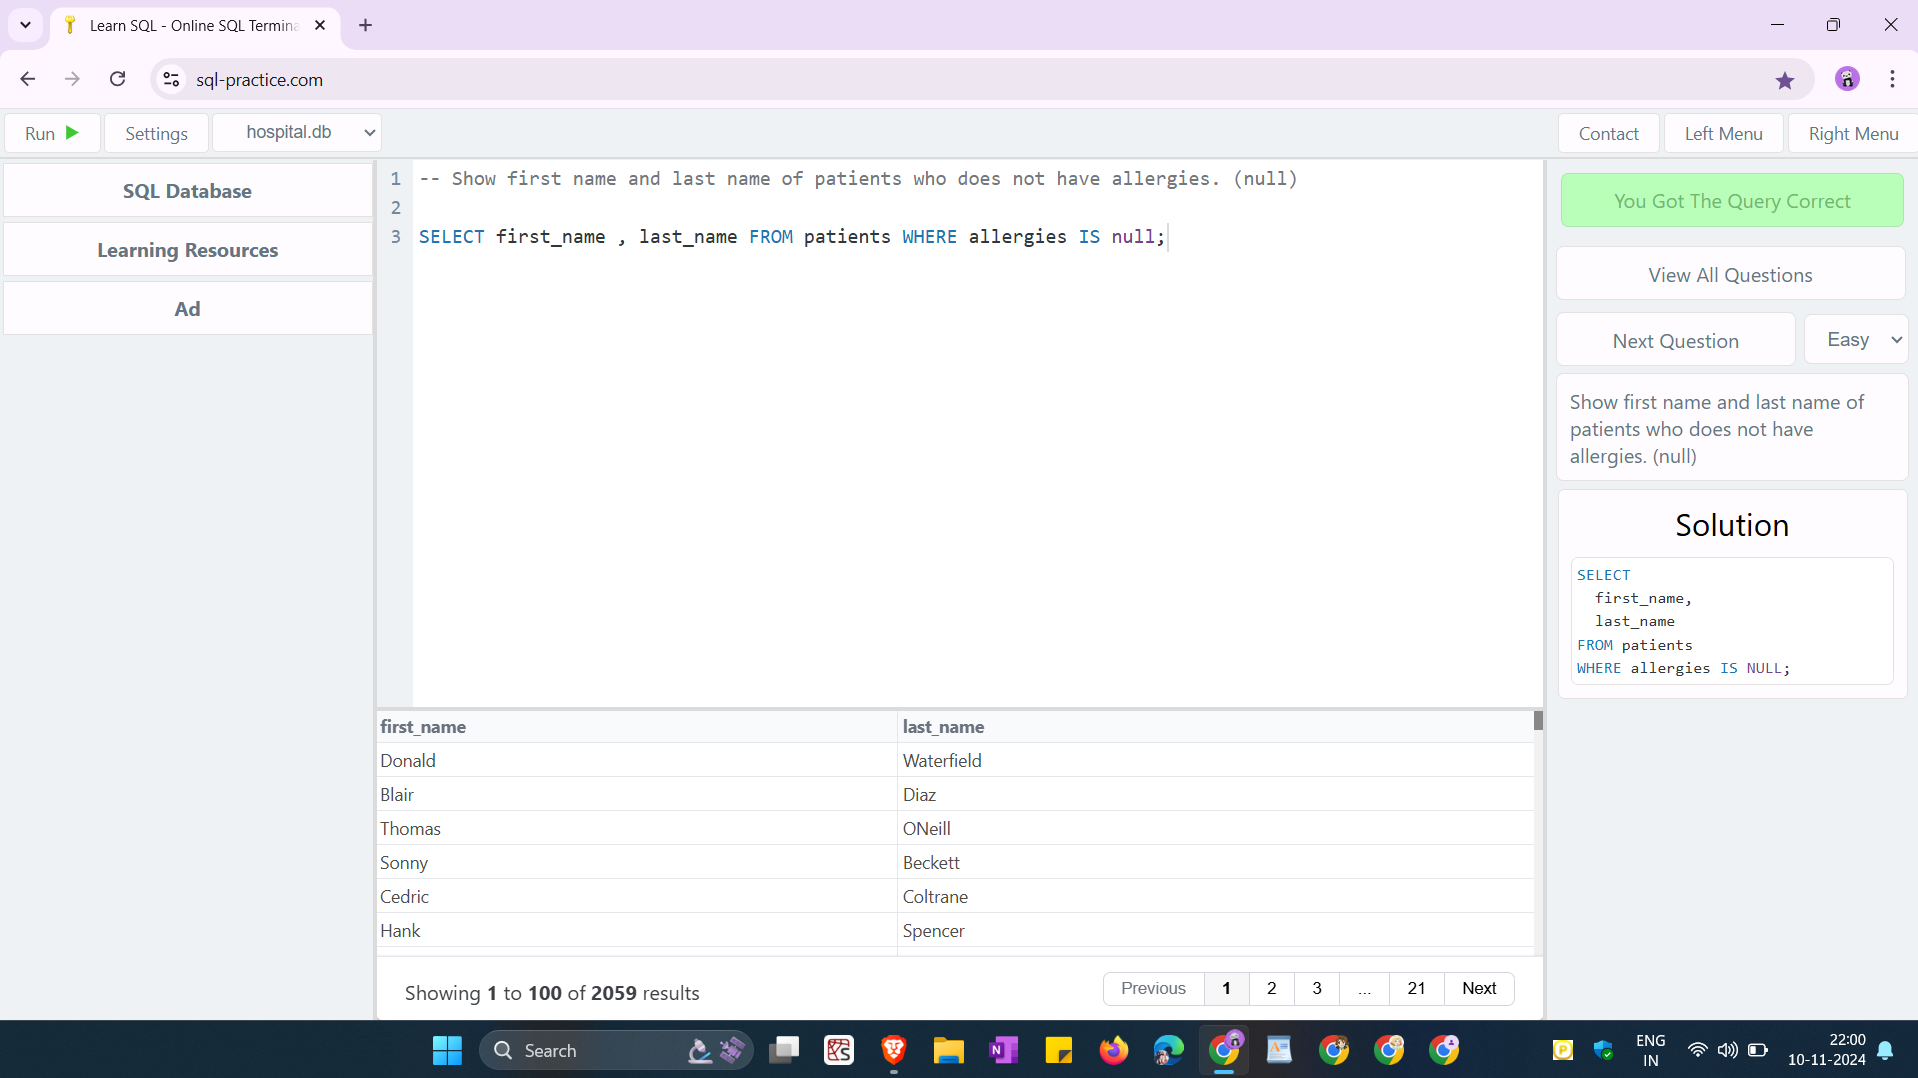 Learn SQL - Online SQL Termina
sql-practice.com
Run Settings hospital.db Contact Left Menu Right Menu
SQL Database
Learning Resources
Ad
1 -- Show first name and last name of patients who does not have allergies. (null)
2
3 SELECT first_name , last_name FROM patients WHERE allergies IS null;
You Got The Query Correct
View All Questions
Next Question Easy
Show first name and last name of
patients who does not have
allergies. (null)
Solution
SELECT
first_name,
last_name
FROM patients
WHERE allergies IS NULL;
first_name last_name
Donald Waterfield
Blair Diaz
Thomas ONeill
Sonny Beckett
Cedric Coltrane
Hank Spencer
Showing 1 to 100 of 2059 results
Previous 1 2 3 ... 21 Next
Search
ENG
IN
22:00
10-11-2024